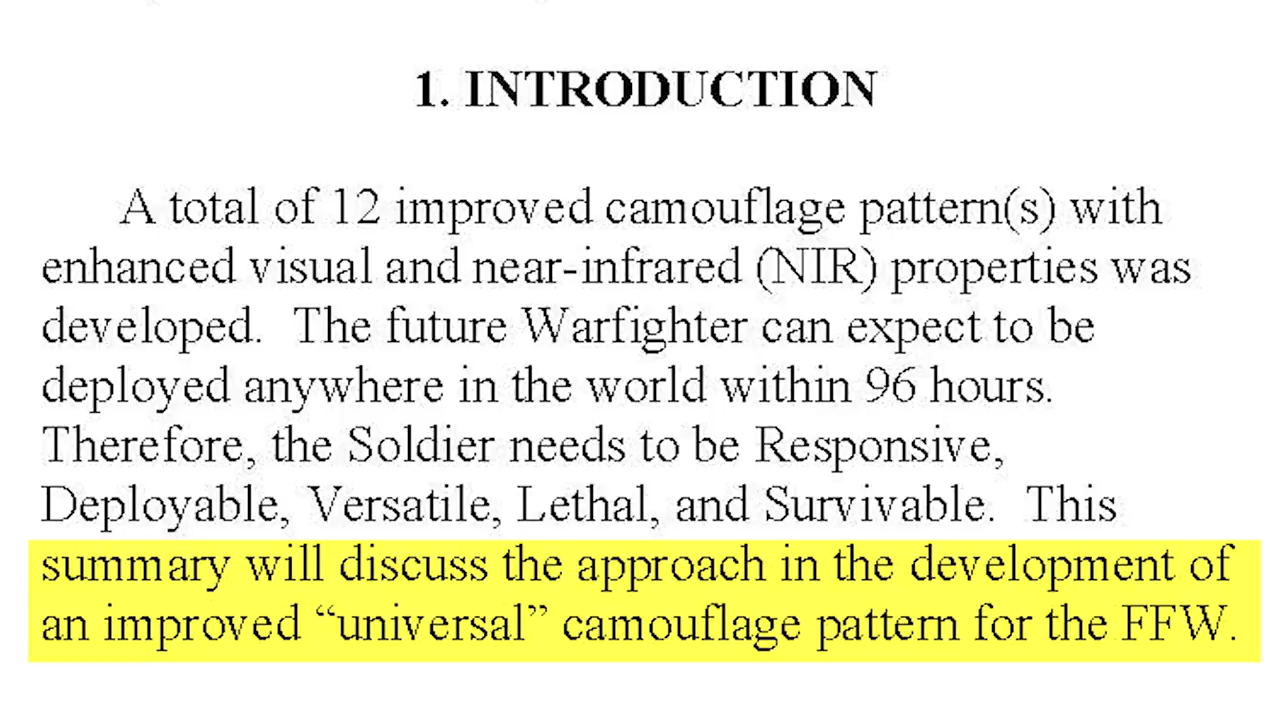 1. INTRODUCTION
A total of 12 improved camouflage pattern(s) with
enhanced visual and near-infrared (NIR) properties was
developed.  The future Warfighter can expect to be
deployed anywhere in the world within 96 hours.
Therefore, the Soldier needs to be Responsive,
Deployable, Versatile, Lethal, and Survivable.  This
summary will discuss the approach in the development of
an improved “universal” camouflage pattern for the FFW.